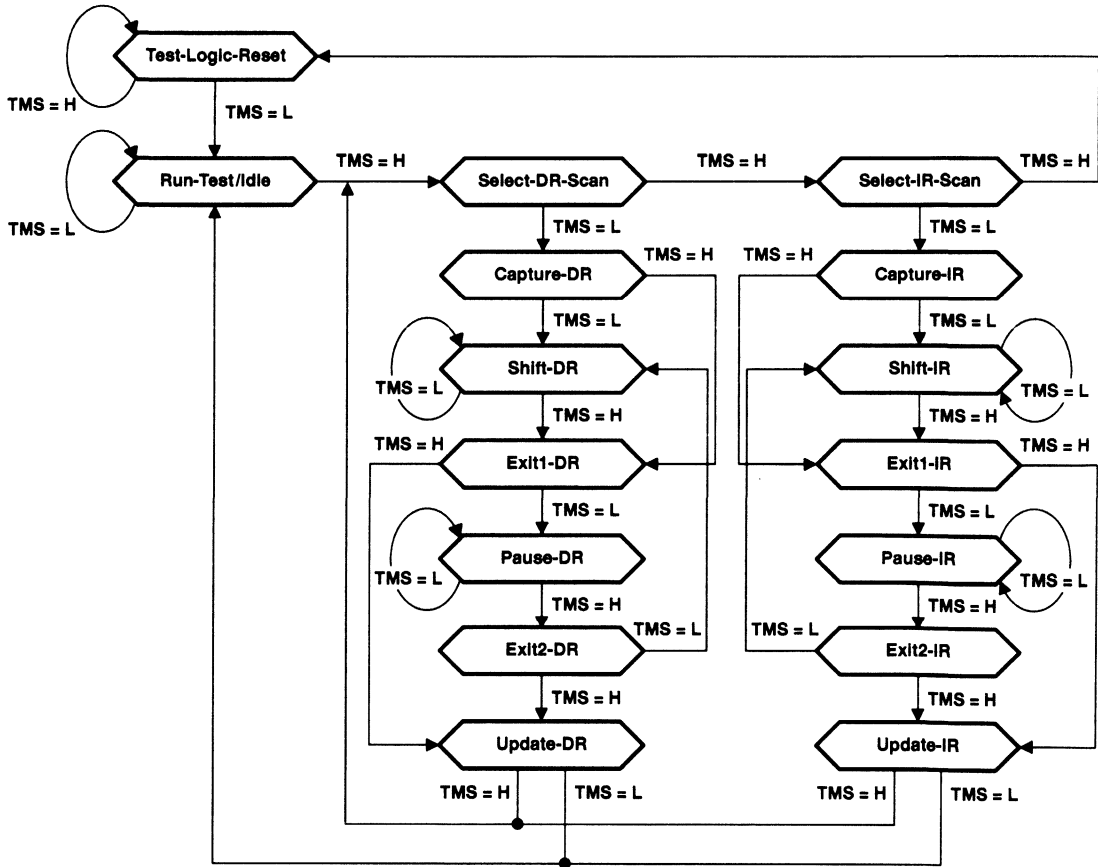 Test-Logic-Reset
TMS = H
TMS = L
TMS = H
TMS = H
TMS = H
Run-Test/Idle
Select-DR-Scan
Select-IR-Scan
TMS = L
TMS = L
TMS = L
TMS = H
TMS = H
Capture-DR
Capture-IR
TMS = L
TMS = L
Shift-DR
Shift-IR
TMS = L
TMS = L
TMS = H
TMS = H
TMS = H
TMS = H
Exit1-DR
Exit1-IR
TMS = L
TMS = L
Pause-DR
Pause-IR
TMS = L
TMS = L
TMS = H
TMS = H
TMS = L
TMS = L
Exit2-DR
Exit2-IR
TMS = H
TMS = H
Update-DR
Update-IR
TMS = H
TMS = L
TMS = H
TMS = L